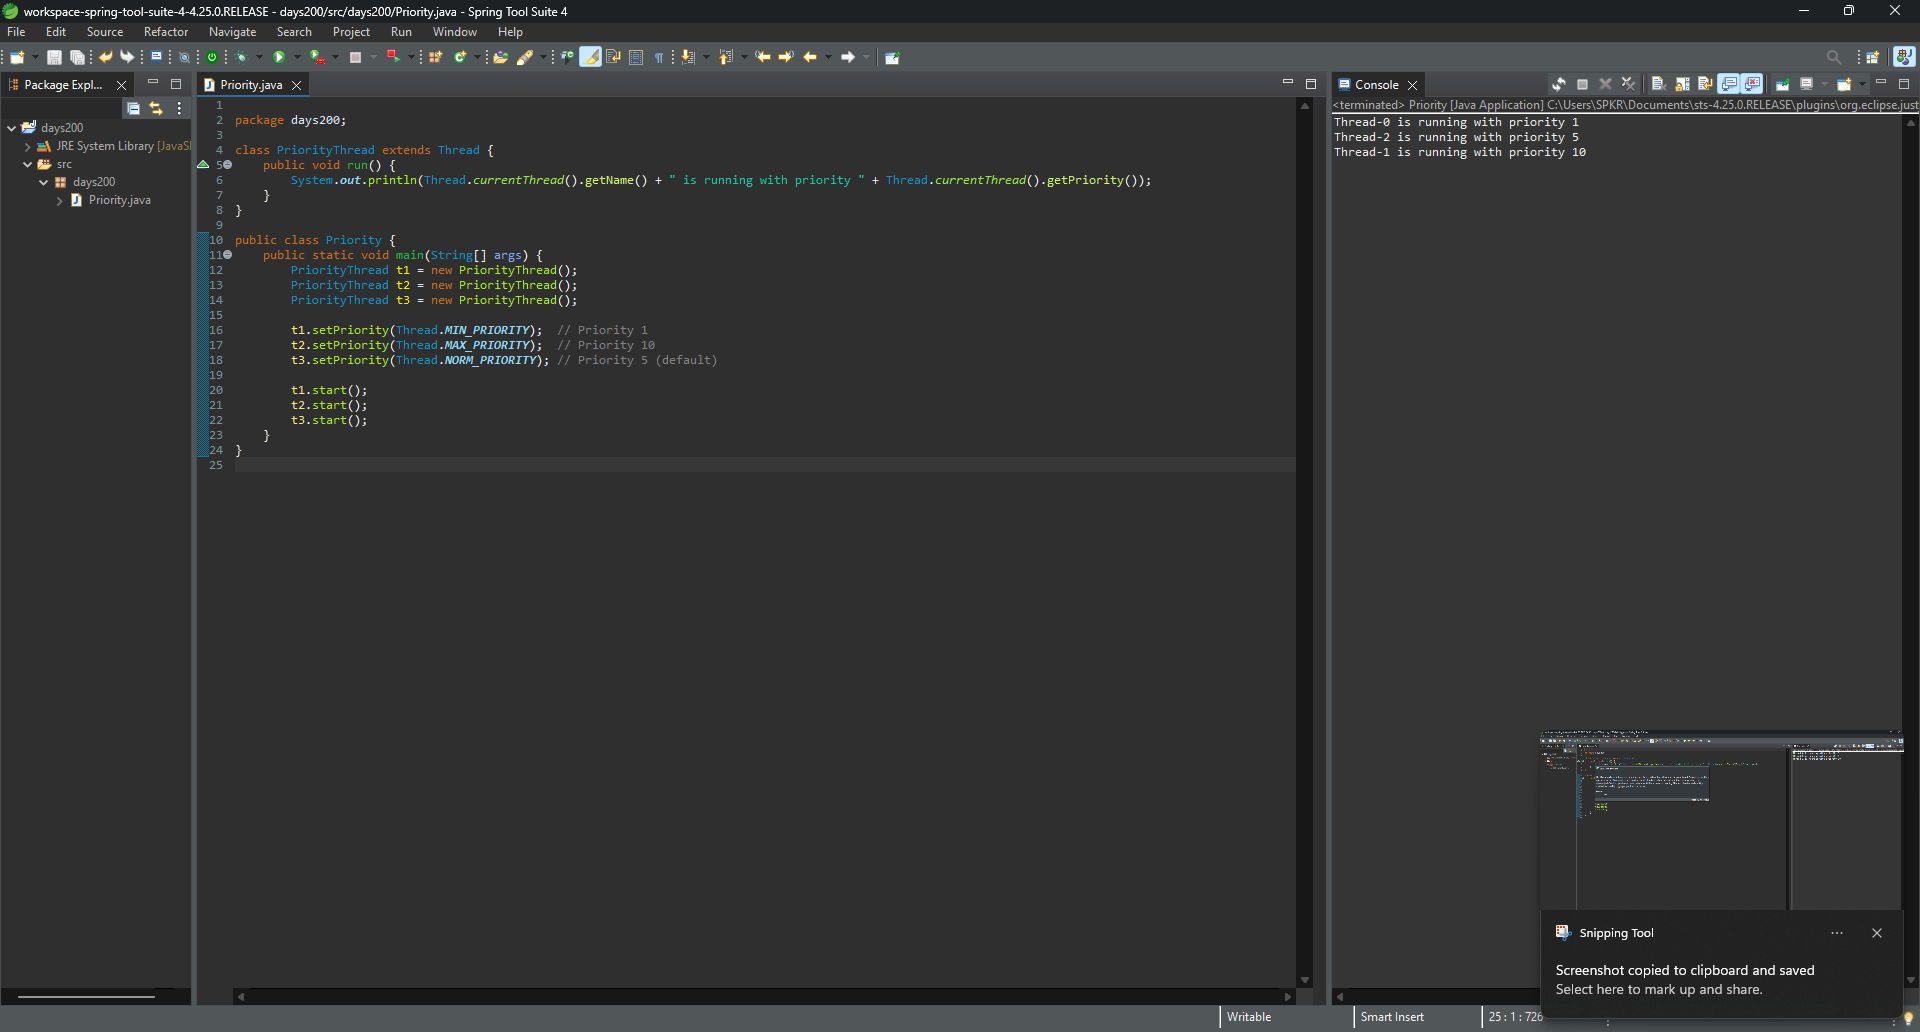 workspace-spring-tool-suite-4-4.25.0.RELEASE - days200/src/days200/Priority.java - Spring Tool Suite 4
File Edit Source Refactor Navigate Search Project Run Window Help
Package Expl...
days200
JRE System Library [JavaSE
src
days200
Priority.java
Priority.java
1
2 package days200;
3
4 class PriorityThread extends Thread {
5 public void run() {
6 System.out.println(Thread.currentThread().getName() + " is running with priority " + Thread.currentThread().getPriority());
7 }
8 }
9
10 public class Priority {
11 public static void main(String[] args) {
12 PriorityThread t1 = new PriorityThread();
13 PriorityThread t2 = new PriorityThread();
14 PriorityThread t3 = new PriorityThread();
15
16 t1.setPriority(Thread.MIN_PRIORITY); // Priority 1
17 t2.setPriority(Thread.MAX_PRIORITY); // Priority 10
18 t3.setPriority(Thread.NORM_PRIORITY); // Priority 5 (default)
19
20 t1.start();
21 t2.start();
22 t3.start();
23 }
24 }
25
Console
<terminated> Priority [Java Application] C:\Users\SPKR\Documents\sts-4.25.0.RELEASE\plugins\org.eclipse.just
Thread-0 is running with priority 1
Thread-2 is running with priority 5
Thread-1 is running with priority 10
Snipping Tool
Screenshot copied to clipboard and saved
Select here to mark up and share.
Writable
Smart Insert
25 : 1 : 726